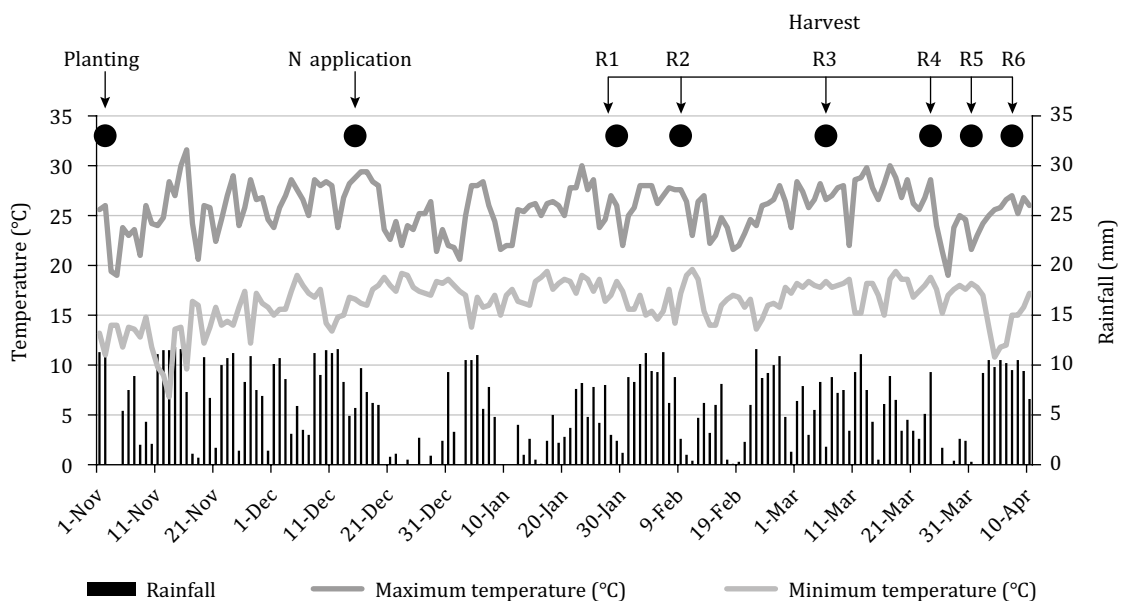 Harvest
Planting N application R1 R2 R3 R4 R5 R6
35 35
30 30
25 25
20 20
15 15
10 10
5 5
0 0
Temperature (°C)
Rainfall (mm)
1-Nov 11-Nov 21-Nov 1-Dec 11-Dec 21-Dec 31-Dec 10-Jan 20-Jan 30-Jan 9-Feb 19-Feb 1-Mar 11-Mar 21-Mar 31-Mar 10-Apr
Rainfall Maximum temperature (°C) Minimum temperature (°C)